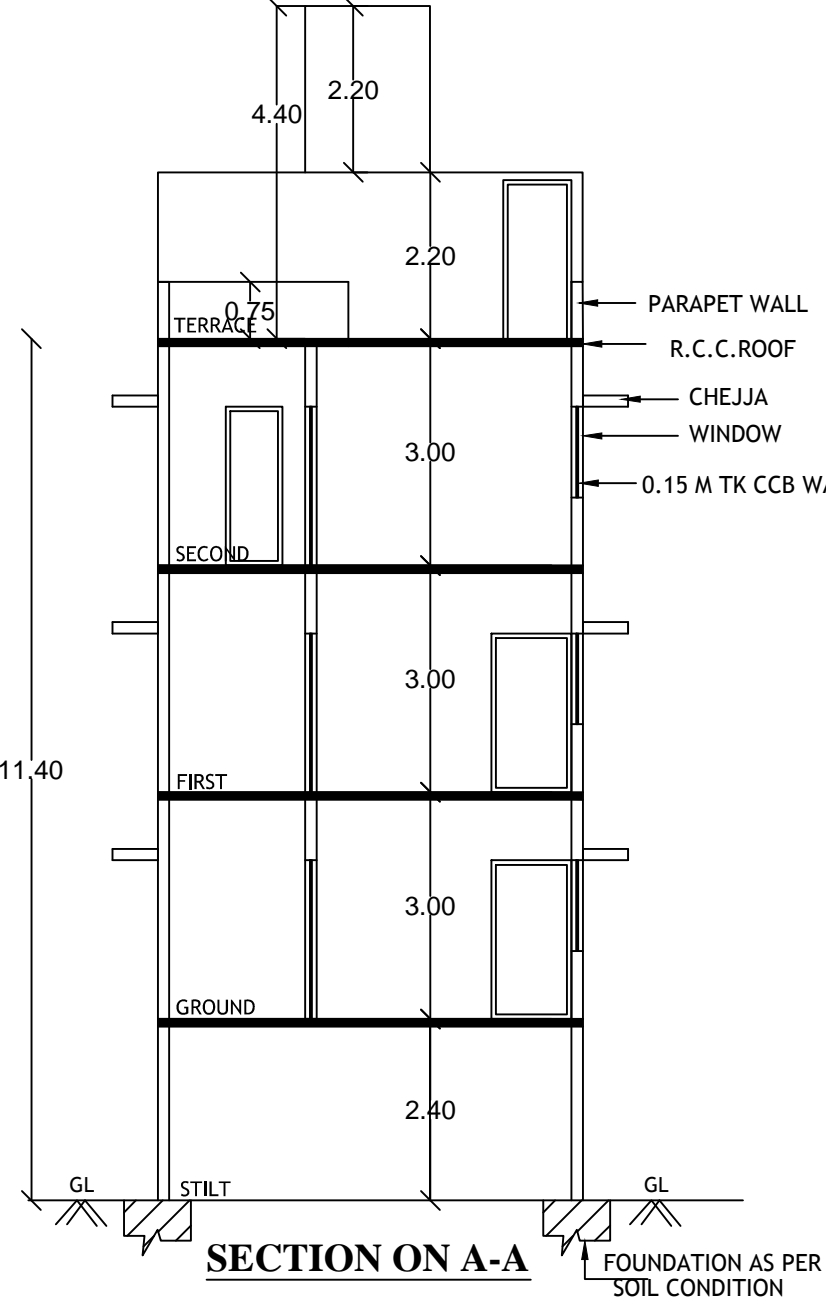 2.20
4.40
2.20
0.75
TERRACE
PARAPET WALL
R.C.C.ROOF
CHEJJA
WINDOW
3.00
0.15 M TK CCB WA
SECOND
3.00
11.40
FIRST
3.00
GROUND
2.40
GL
STILT
GL
SECTION ON A-A
FOUNDATION AS PER
SOIL CONDITION